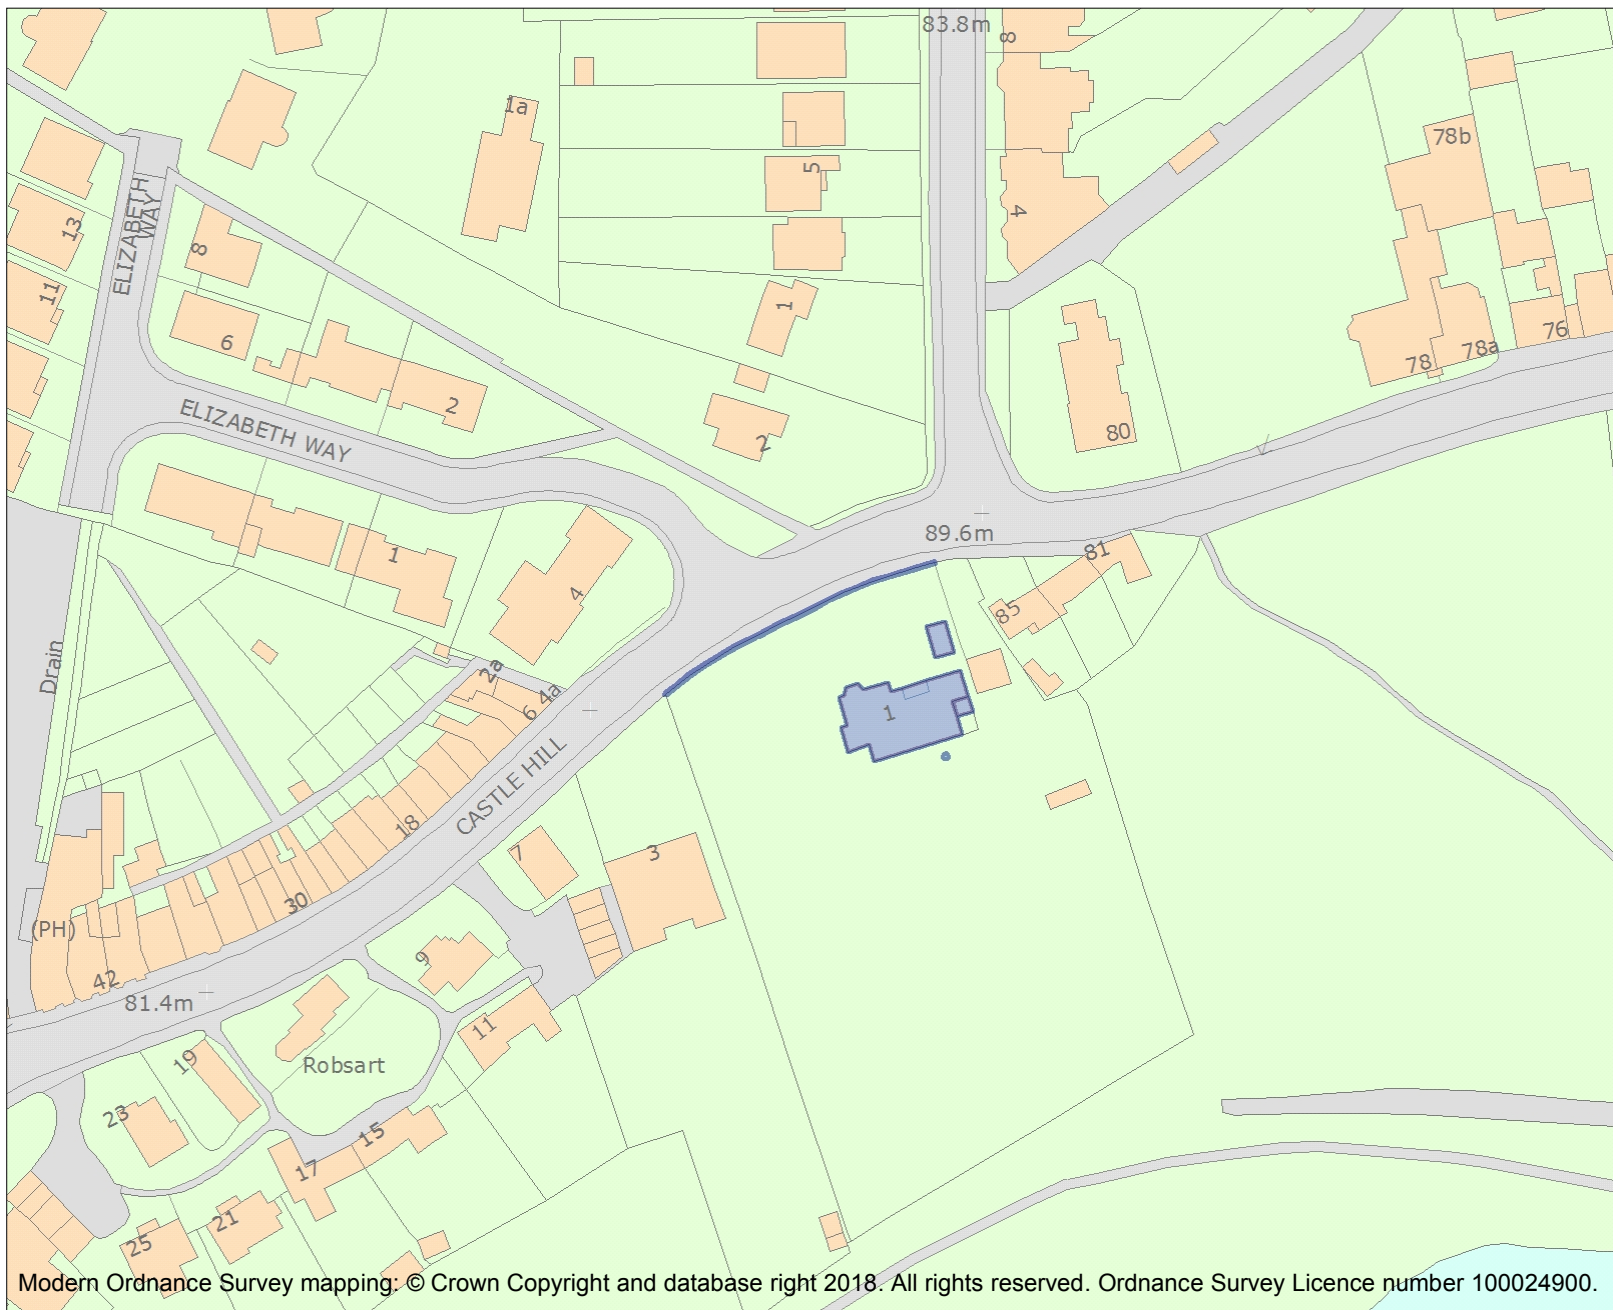 83.8m
8
1a
78b
5
4
13
ELIZABETH
WAY
8
11
1
6
76
78a
78
2
ELIZABETH WAY
2
80
89.6m
81
1
4
85
Drain
2a
4a
6
1
CASTLE HILL
18
7
3
30
(PH)
9
42
81.4m
11
19
Robsart
23
15
17
21
25
Modern Ordnance Survey mapping: © Crown Copyright and database right 2018. All rights reserved. Ordnance Survey Licence number 100024900.